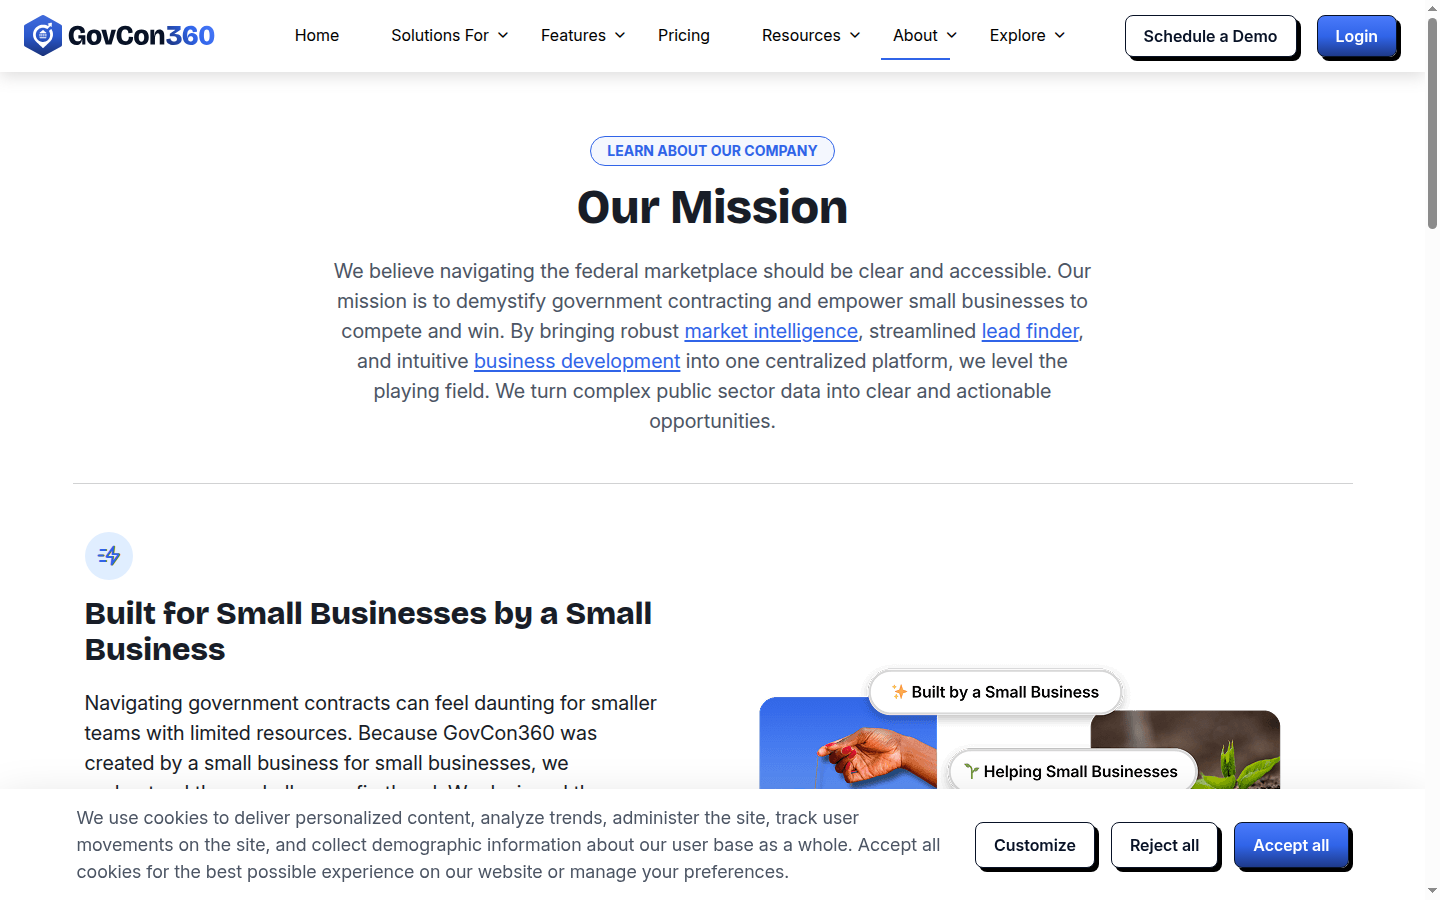 GovCon360
Home
Solutions For
Features
Pricing
Resources
About
Explore
Schedule a Demo
Login
LEARN ABOUT OUR COMPANY
Our Mission
We believe navigating the federal marketplace should be clear and accessible. Our
mission is to demystify government contracting and empower small businesses to
compete and win. By bringing robust market intelligence, streamlined lead finder,
and intuitive business development into one centralized platform, we level the
playing field. We turn complex public sector data into clear and actionable
opportunities.
Built for Small Businesses by a Small
Business
Navigating government contracts can feel daunting for smaller
teams with limited resources. Because GovCon360 was
created by a small business for small businesses, we
✨ Built by a Small Business
🌱 Helping Small Businesses
We use cookies to deliver personalized content, analyze trends, administer the site, track user
movements on the site, and collect demographic information about our user base as a whole. Accept all
cookies for the best possible experience on our website or manage your preferences.
Customize
Reject all
Accept all